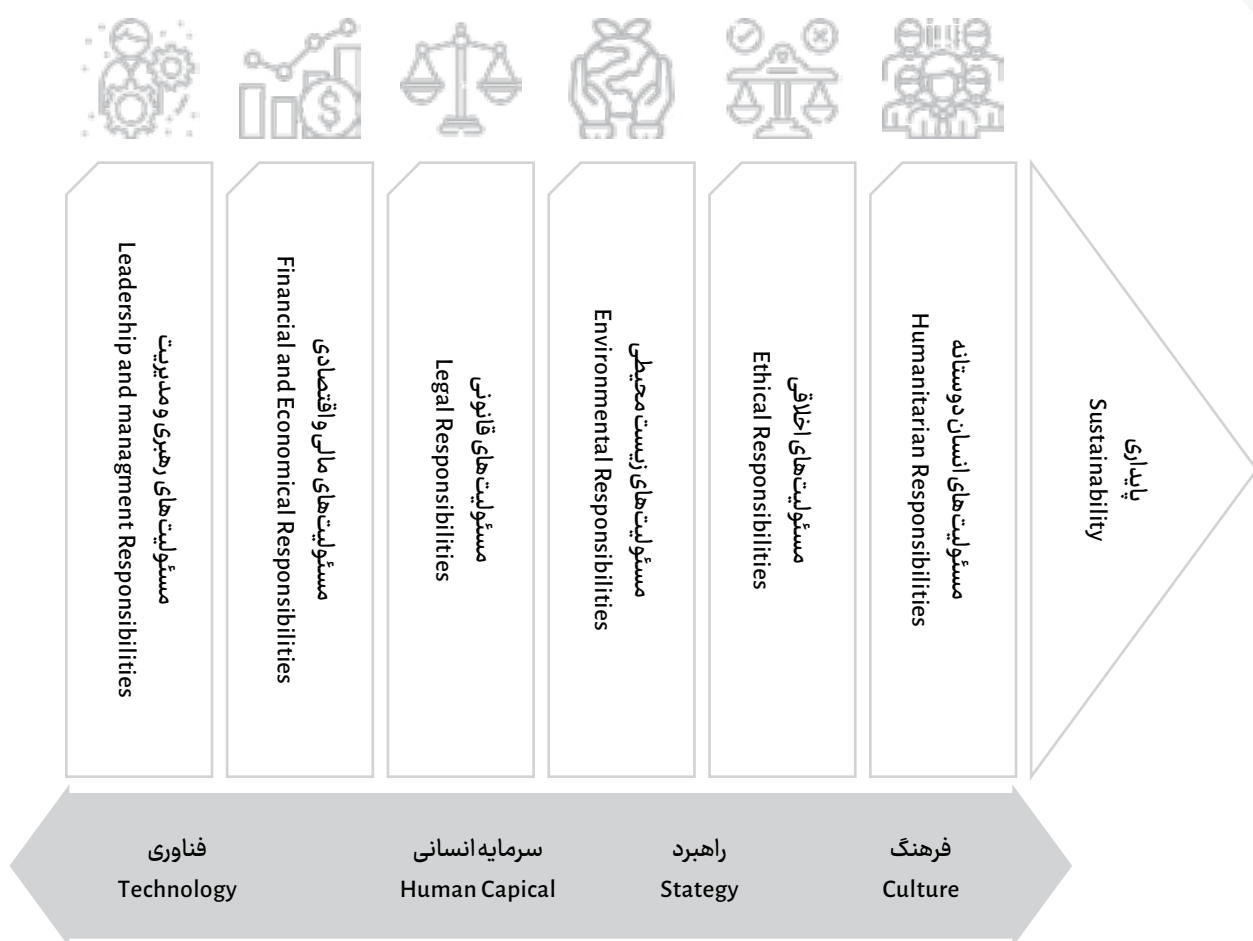 مسئولیت‌های رهبری و مدیریت
Leadership and managment Responsibilities
مسئولیت‌های مالی و اقتصادی
Financial and Economical Responsibilities
مسئولیت‌های قانونی
Legal Responsibilities
مسئولیت‌های زیست محیطی
Environmental Responsibilities
مسئولیت‌های اخلاقی
Ethical Responsibilities
مسئولیت‌های انسان دوستانه
Humanitarian Responsibilities
پایداری
Sustainability
فناوری
Technology
سرمایه انسانی
Human Capical
راهبرد
Stategy
فرهنگ
Culture